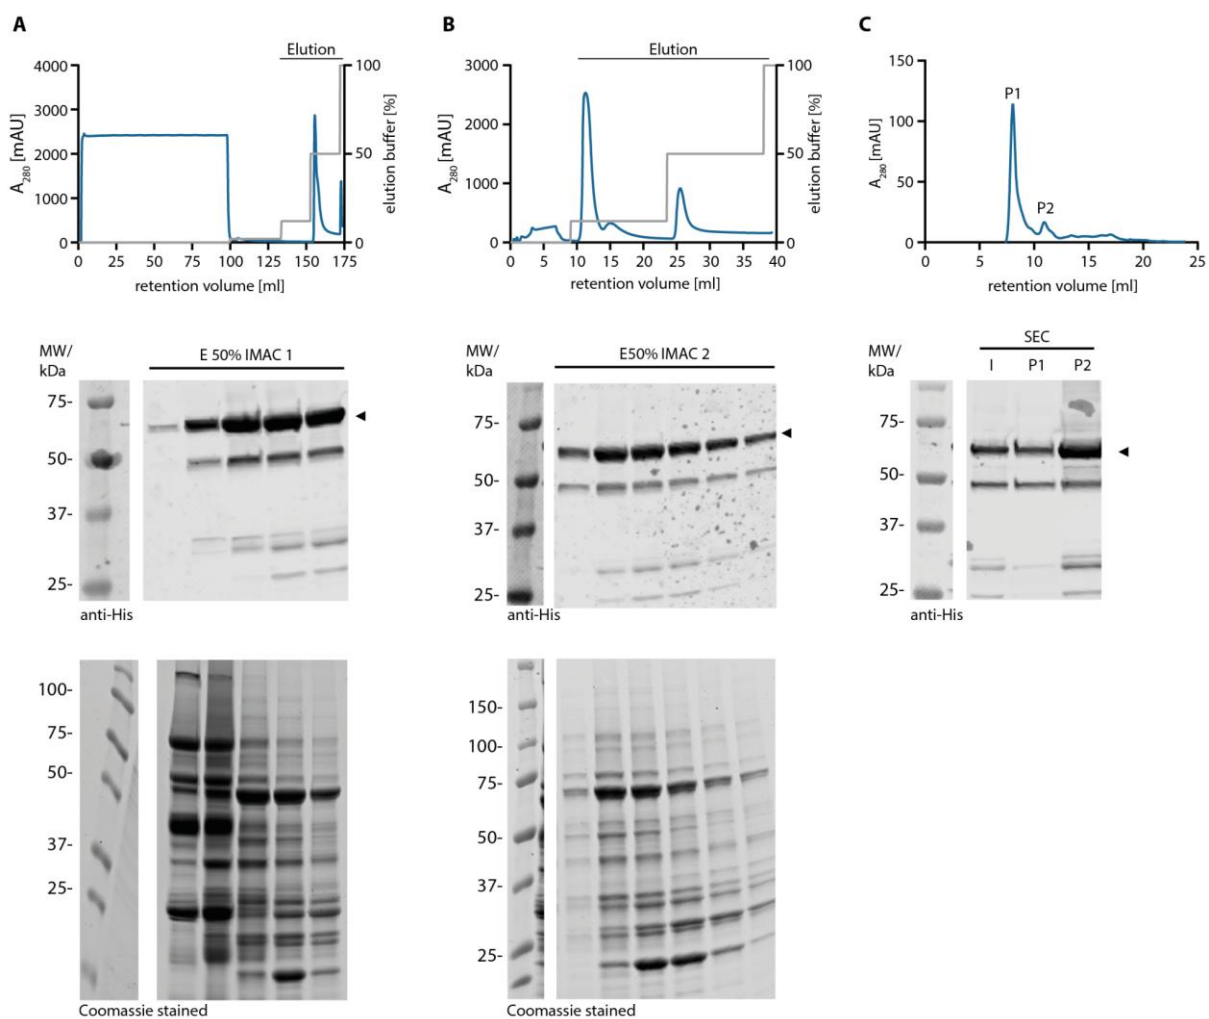 A
Elution
4000
3000
2000
1000
0
A280 [mAU]
100
50
0
elution buffer [%]
0 25 50 75 100 125 150 175
retention volume [ml]
B
Elution
3000
2000
1000
0
A280 [mAU]
100
50
0
elution buffer [%]
0 5 10 15 20 25 30 35 40
retention volume [ml]
C
150
100
50
0
A280 [mAU]
P1
P2
0 5 10 15 20 25
retention volume [ml]
MW/
kDa
E 50% IMAC 1
75-
50-
37-
25-
anti-His
MW/
kDa
E50% IMAC 2
75-
50-
37-
25-
anti-His
MW/
kDa
SEC
I P1 P2
75-
50-
37-
25-
anti-His
100-
75-
50-
37-
25-
Coomassie stained
150-
100-
75-
50-
37-
25-
Coomassie stained